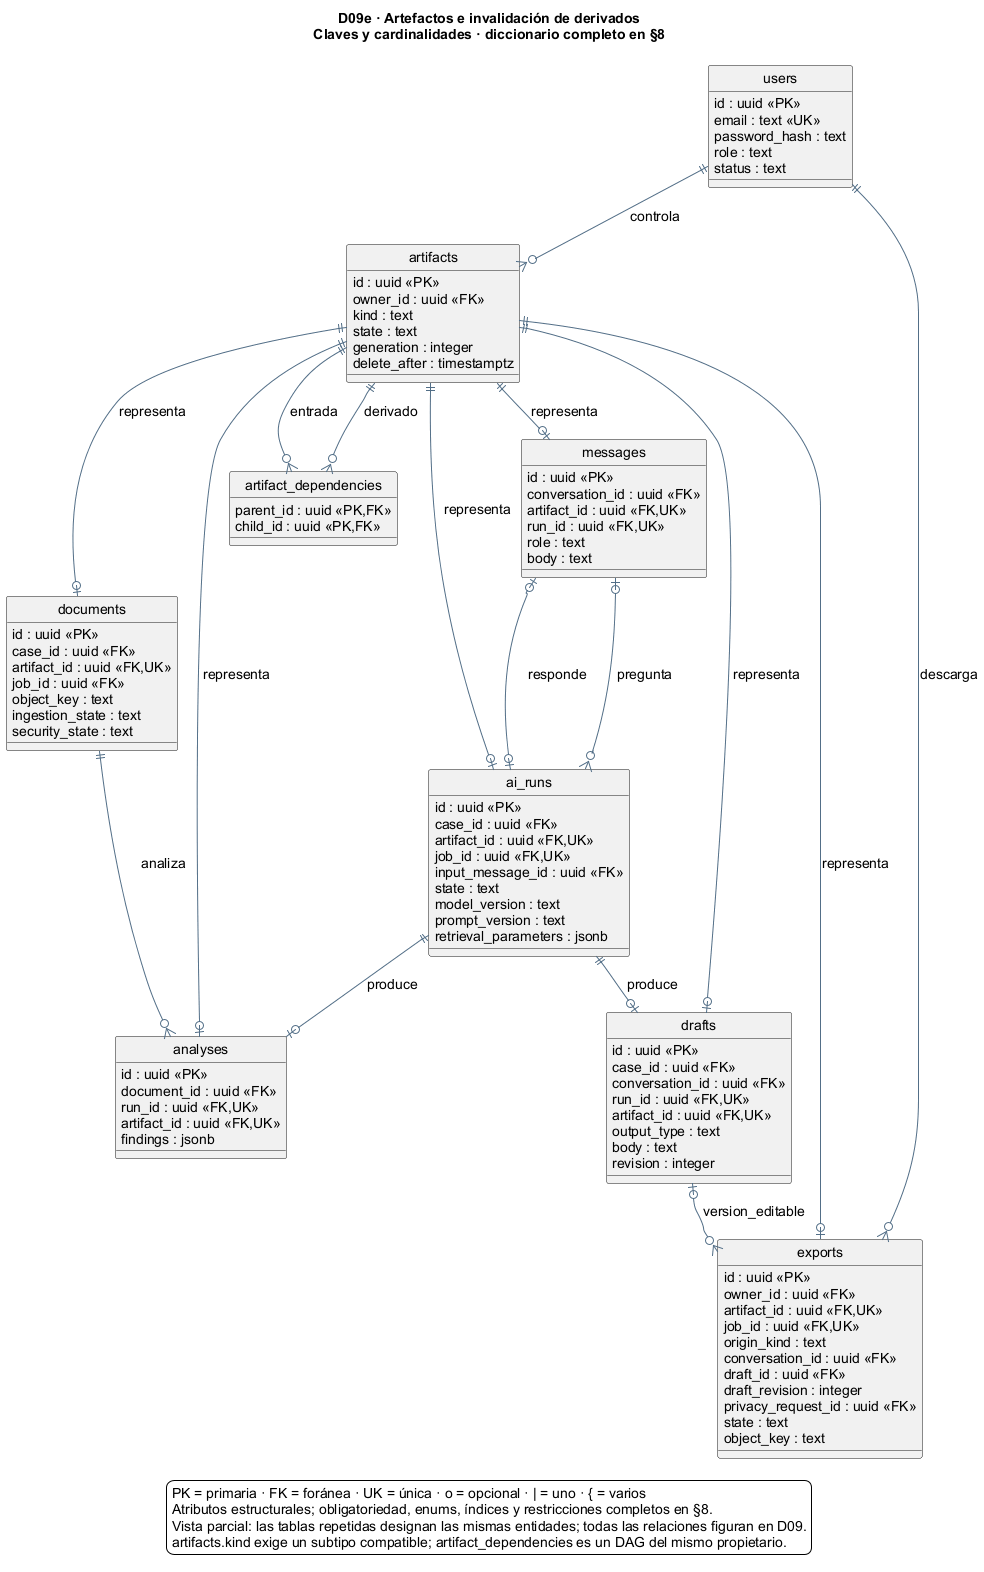 D09e · Artefactos e invalidación de derivados
Claves y cardinalidades · diccionario completo en §8
users
id : uuid «PK»
email : text «UK»
password_hash : text
role : text
status : text
controla
artifacts
id : uuid «PK»
owner_id : uuid «FK»
kind : text
state : text
generation : integer
delete_after : timestamptz
representa
entrada
derivado
representa
artifact_dependencies
parent_id : uuid «PK,FK»
child_id : uuid «PK,FK»
representa
messages
id : uuid «PK»
conversation_id : uuid «FK»
artifact_id : uuid «FK,UK»
run_id : uuid «FK,UK»
role : text
body : text
documents
id : uuid «PK»
case_id : uuid «FK»
artifact_id : uuid «FK,UK»
job_id : uuid «FK»
object_key : text
ingestion_state : text
security_state : text
representa
responde
pregunta
representa
descarga
ai_runs
id : uuid «PK»
case_id : uuid «FK»
artifact_id : uuid «FK,UK»
job_id : uuid «FK,UK»
input_message_id : uuid «FK»
state : text
model_version : text
prompt_version : text
retrieval_parameters : jsonb
analiza
representa
produce
produce
analyses
id : uuid «PK»
document_id : uuid «FK»
run_id : uuid «FK,UK»
artifact_id : uuid «FK,UK»
findings : jsonb
drafts
id : uuid «PK»
case_id : uuid «FK»
conversation_id : uuid «FK»
run_id : uuid «FK,UK»
artifact_id : uuid «FK,UK»
output_type : text
body : text
revision : integer
version_editable
exports
id : uuid «PK»
owner_id : uuid «FK»
artifact_id : uuid «FK,UK»
job_id : uuid «FK,UK»
origin_kind : text
conversation_id : uuid «FK»
draft_id : uuid «FK»
draft_revision : integer
privacy_request_id : uuid «FK»
state : text
object_key : text
PK = primaria · FK = foránea · UK = única · o = opcional · | = uno · { = varios
Atributos estructurales; obligatoriedad, enums, índices y restricciones completos en §8.
Vista parcial: las tablas repetidas designan las mismas entidades; todas las relaciones figuran en D09.
artifacts.kind exige un subtipo compatible; artifact_dependencies es un DAG del mismo propietario.